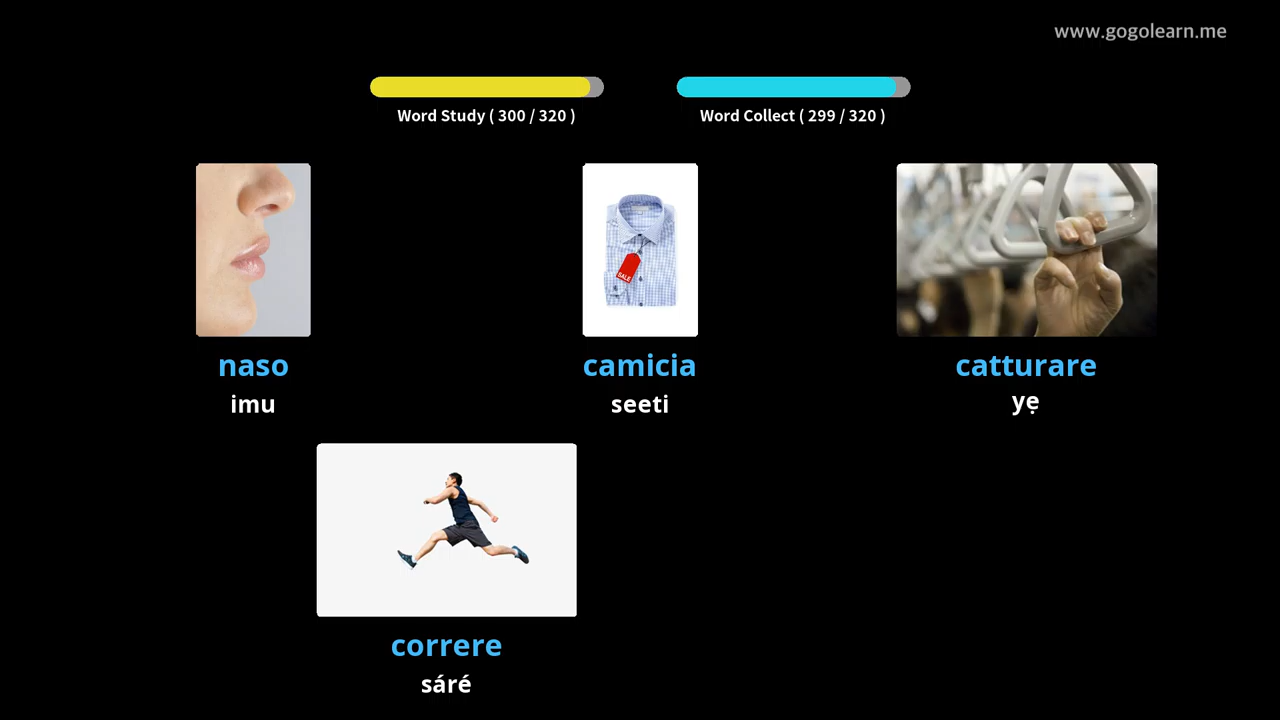 www.gogolearn.me
Word Study ( 300 / 320 )
Word Collect ( 299 / 320 )
SALE
naso
camicia
catturare
imu
seeti
yẹ
correre
sáré